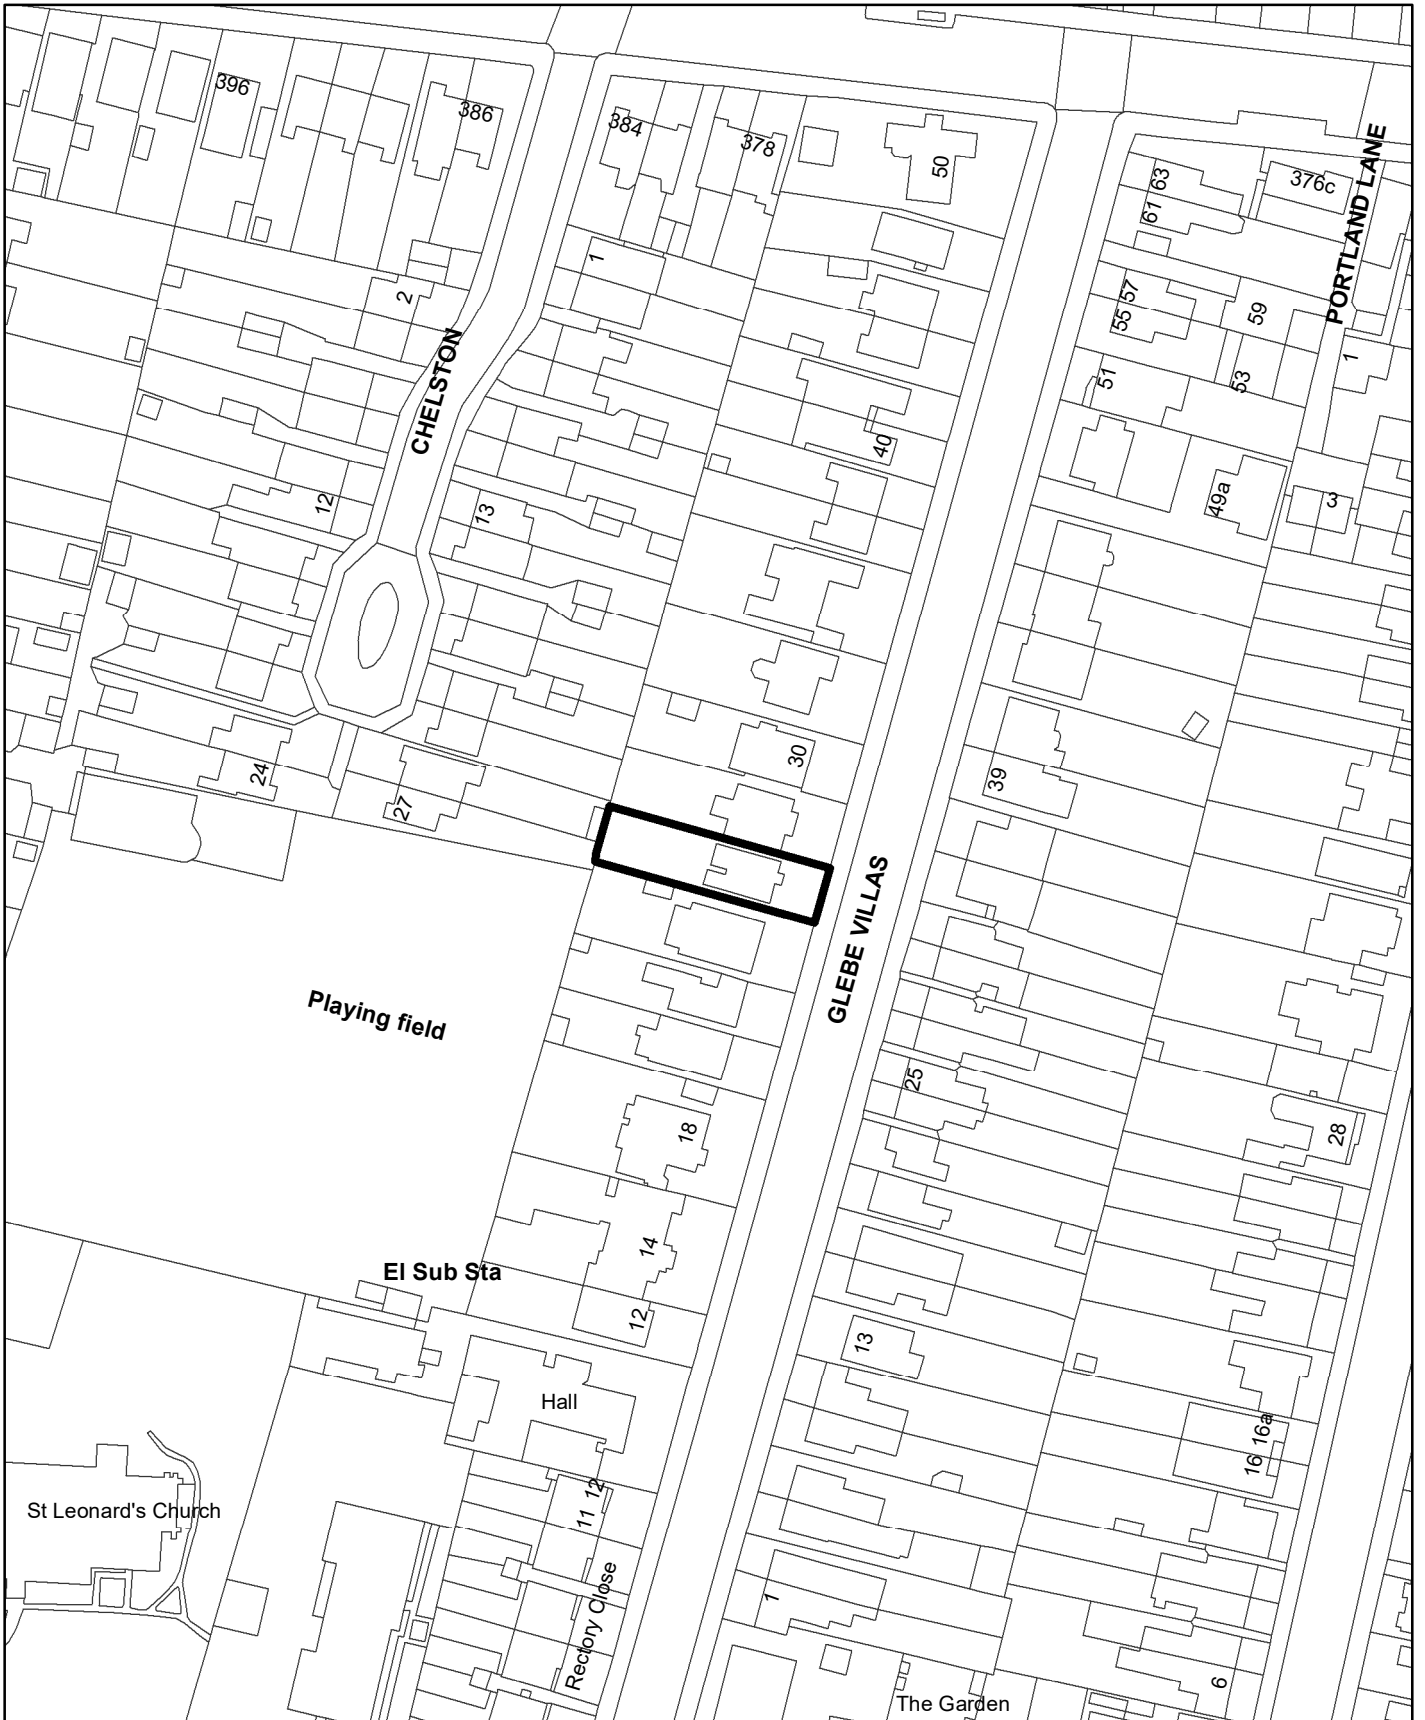 396
386
384
378
50
63
61
376c
PORTLAND LANE
1
2
57
55
59
1
51
53
CHELSTON
40
12
13
49a
3
30
24
27
39
GLEBE VILLAS
Playing field
25
18
28
14
El Sub Sta
12
13
Hall
16a
16
12
11
St Leonard's Church
Rectory Close
1
6
The Garden